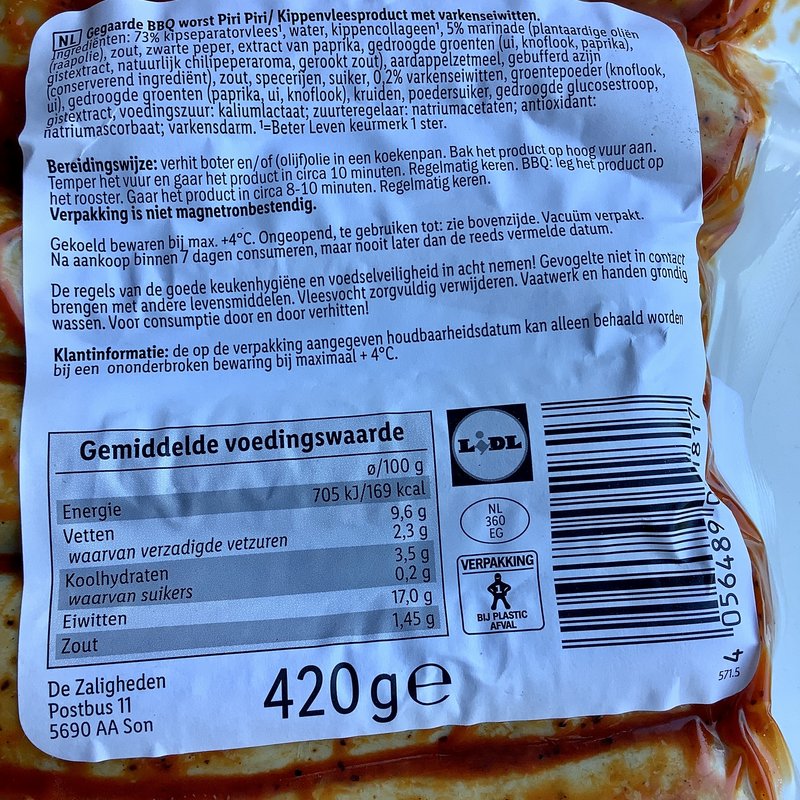 NL Gegaarde BBQ worst Piri Piri/ Kippenvleesproduct met varkenseiwitten.
Ingrediënten: 73% kipseparatorvlees¹, water, kippencollageen¹, 5% marinade (plantaardige oliën
(raapolie), zout, zwarte peper, extract van paprika, gedroogde groenten (ui, knoflook, paprika),
gistextract, natuurlijk chilipeperaroma, gerookt zout), aardappelzetmeel, gebufferd azijn
(conserverend ingrediënt), zout, specerijen, suiker, 0,2% varkenseiwitten, groentepoeder (knoflook,
ui), gedroogde groenten (paprika, ui, knoflook), kruiden, poedersuiker, gedroogde glucosestroop,
gistextract, voedingszuur: kaliumlactaat; zuurteregelaar: natriumacetaten; antioxidant:
natriumascorbaat; varkensdarm. ¹=Beter Leven keurmerk 1 ster.
Bereidingswijze: verhit boter en/of (olijf)olie in een koekenpan. Bak het product op hoog vuur aan.
Temper het vuur en gaar het product in circa 10 minuten. Regelmatig keren. BBQ: leg het product op
het rooster. Gaar het product in circa 8-10 minuten. Regelmatig keren.
Verpakking is niet magnetronbestendig.
Gekoeld bewaren bij max. +4°C. Ongeopend, te gebruiken tot: zie bovenzijde. Vacuüm verpakt.
Na aankoop binnen 7 dagen consumeren, maar nooit later dan de reeds vermelde datum.
De regels van de goede keukenhygiëne en voedselveiligheid in acht nemen! Gevogelte niet in contact
brengen met andere levensmiddelen. Vleesvocht zorgvuldig verwijderen. Vaatwerk en handen grondig
wassen. Voor consumptie door en door verhitten!
Klantinformatie: de op de verpakking aangegeven houdbaarheidsdatum kan alleen behaald worden
bij een ononderbroken bewaring bij maximaal + 4°C.
Gemiddelde voedingswaarde
ø/100 g
Energie 705 kJ/169 kcal
Vetten 9,6 g
waarvan verzadigde vetzuren 2,3 g
Koolhydraten 3,5 g
waarvan suikers 0,2 g
Eiwitten 17,0 g
Zout 1,45 g
LIDL
NL
360
EG
VERPAKKING
1
BIJ PLASTIC
AFVAL
De Zaligheden
Postbus 11
5690 AA Son
420 g e
571.5